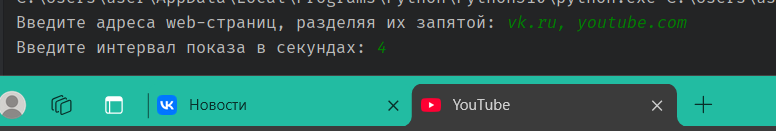 Введите адреса web-страниц, разделяя их запятой: vk.ru, youtube.com
Введите интервал показа в секундах: 4
Новости
YouTube